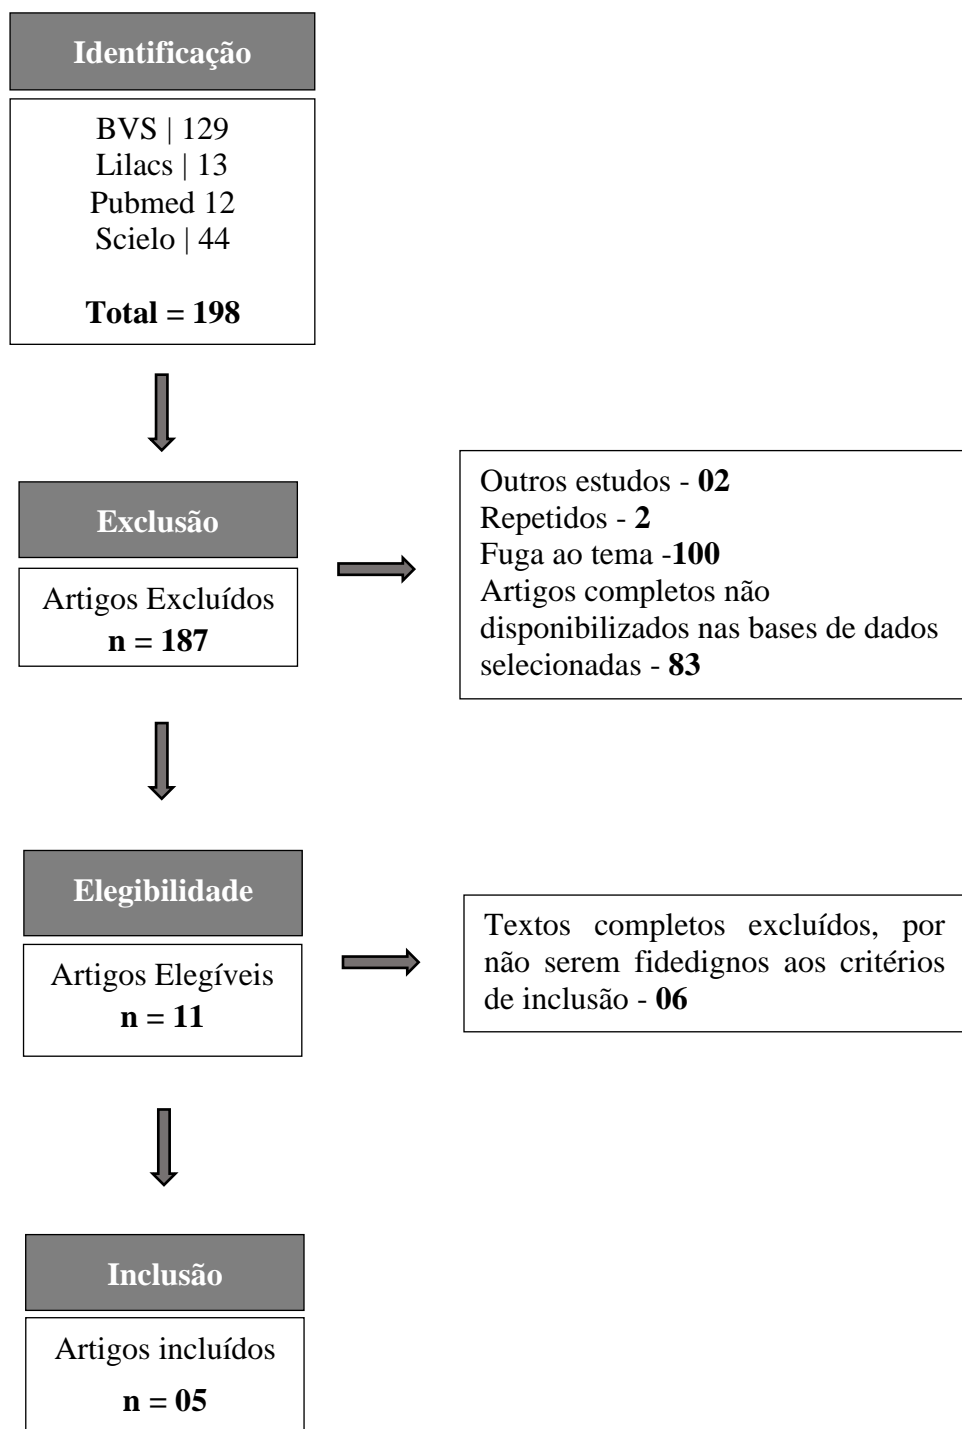 Identificação
BVS | 129
Lilacs | 13
Pubmed 12
Scielo | 44
Total = 198
Exclusão
Artigos Excluídos
n = 187
Outros estudos - 02
Repetidos - 2
Fuga ao tema -100
Artigos completos não
disponibilizados nas bases de dados
selecionadas - 83
Elegibilidade
Artigos Elegíveis
n = 11
Textos completos excluídos, por
não serem fidedignos aos critérios
de inclusão - 06
Inclusão
Artigos incluídos
n = 05